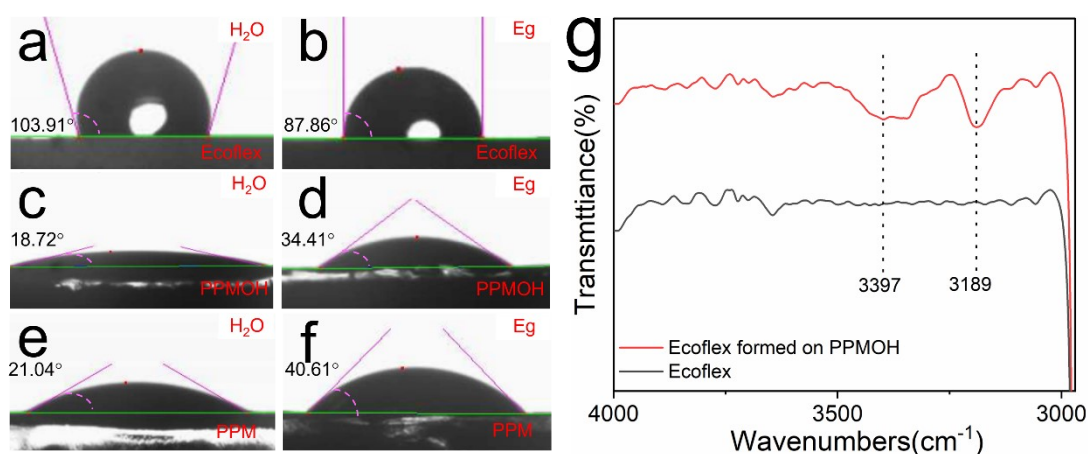 a
H₂O
103.91°
Ecoflex
b
Eg
87.86°
Ecoflex
c
H₂O
18.72°
PPMOH
d
Eg
34.41°
PPMOH
e
H₂O
21.04°
PPM
f
Eg
40.61°
PPM
g
Transmttiance(%)
3397
3189
Ecoflex formed on PPMOH
Ecoflex
4000
3500
3000
Wavenumbers(cm⁻¹)